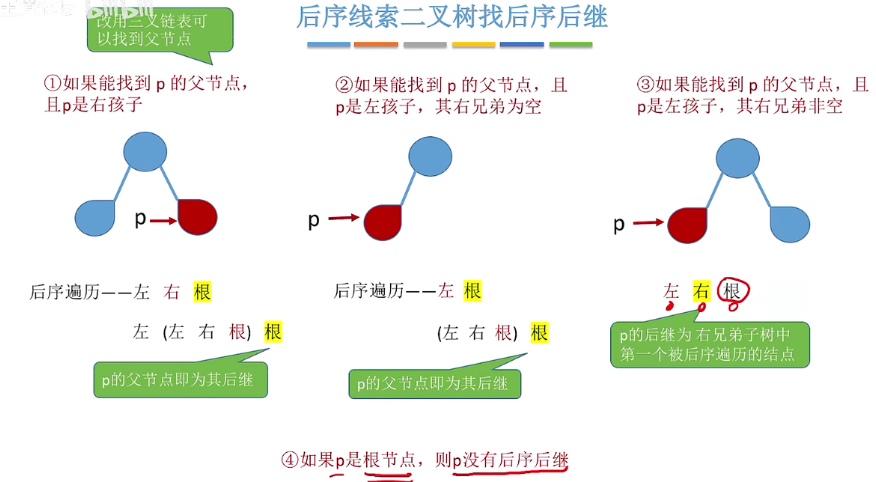 后序线索二叉树找后序后继
改用三叉链表可
以找到父节点
①如果能找到 p 的父节点，
且p是右孩子
p
后序遍历——左 右 根
左 (左 右 根) 根
p的父节点即为其后继
②如果能找到 p 的父节点，且
p是左孩子，其右兄弟为空
p
后序遍历——左 根
(左 右 根) 根
p的父节点即为其后继
③如果能找到 p 的父节点，且
p是左孩子，其右兄弟非空
p
左 右 根
p的后继为 右兄弟子树中
第一个被后序遍历的结点
④如果p是根节点，则p没有后序后继